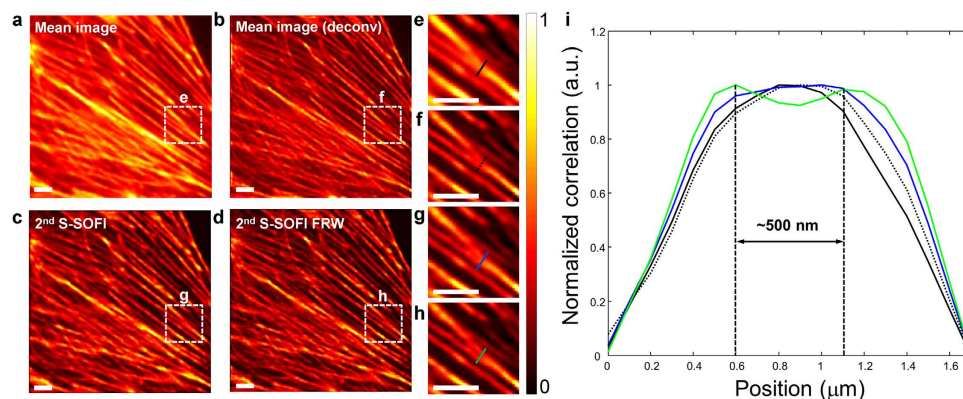 a
Mean image
e
b
Mean image (deconv)
f
c
2nd S-SOFI
g
d
2nd S-SOFI FRW
h
e
f
g
h
1
0
i
1.2
1
0.8
0.6
0.4
0.2
0
Normalized correlation (a.u.)
~500 nm
0 0.2 0.4 0.6 0.8 1 1.2 1.4 1.6
Position (μm)